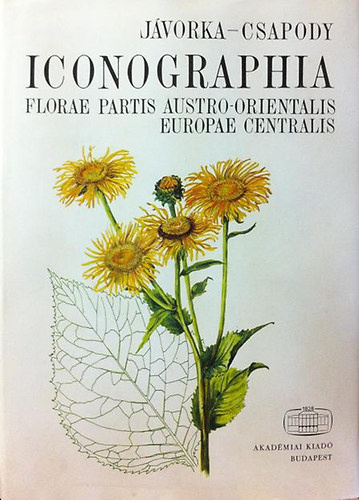 JÁVORKA–CSAPODY
ICONOGRAPHIA
FLORAE PARTIS AUSTRO-ORIENTALIS
EUROPAE CENTRALIS
1828
AKADÉMIAI KIADÓ
BUDAPEST